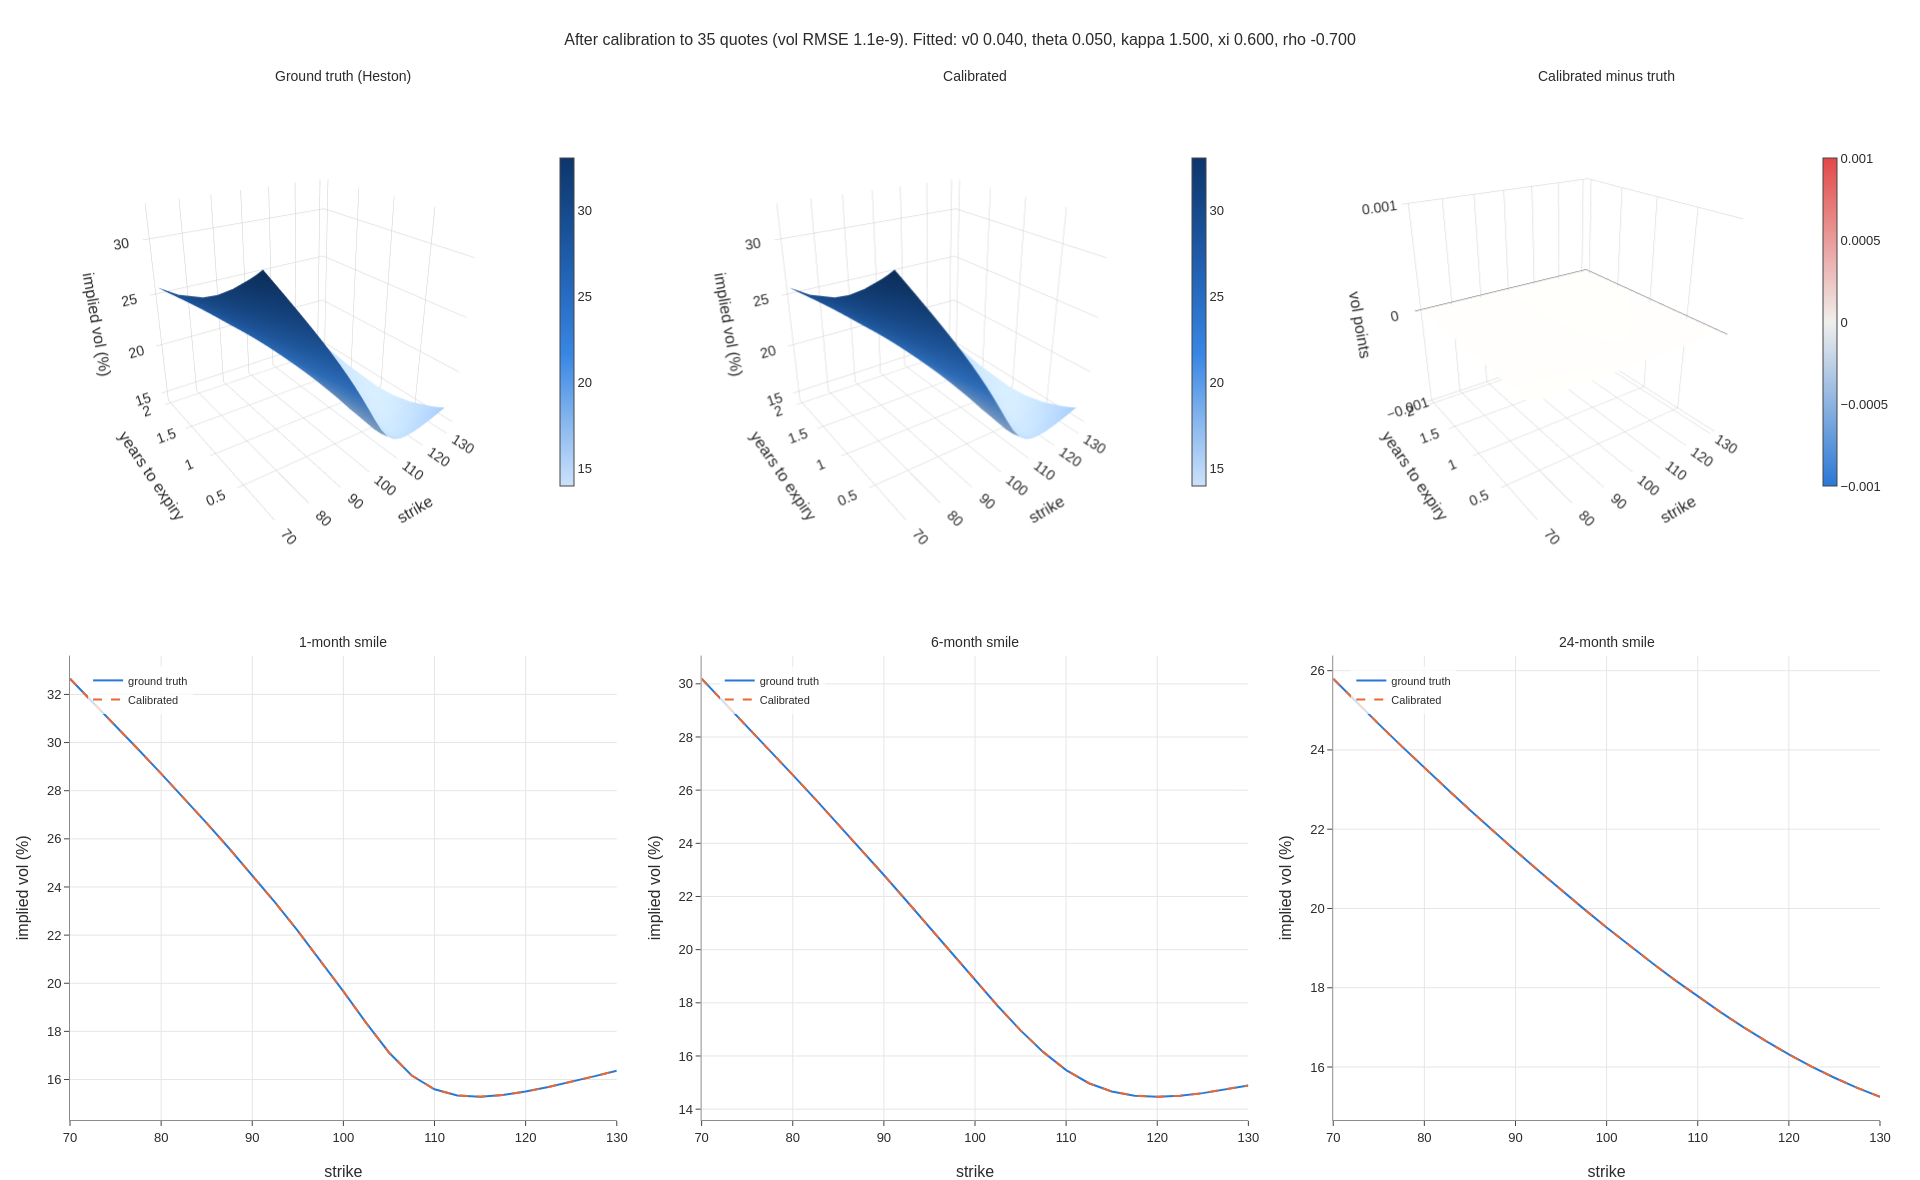 After calibration to 35 quotes (vol RMSE 1.1e-9). Fitted: v0 0.040, theta 0.050, kappa 1.500, xi 0.600, rho -0.700
Ground truth (Heston)
30
25
20
15
implied vol (%)
2
1.5
1
0.5
years to expiry
70
80
90
100
110
120
130
strike
30
25
20
15
Calibrated
30
25
20
15
implied vol (%)
2
1.5
1
0.5
years to expiry
70
80
90
100
110
120
130
strike
30
25
20
15
Calibrated minus truth
0.001
0
−0.001
vol points
2
1.5
1
0.5
years to expiry
70
80
90
100
110
120
130
strike
0.001
0.0005
0
−0.0005
−0.001
1-month smile
ground truth
Calibrated
32
30
28
26
24
22
20
18
16
implied vol (%)
70 80 90 100 110 120 130
strike
6-month smile
ground truth
Calibrated
30
28
26
24
22
20
18
16
14
implied vol (%)
70 80 90 100 110 120 130
strike
24-month smile
ground truth
Calibrated
26
24
22
20
18
16
implied vol (%)
70 80 90 100 110 120 130
strike